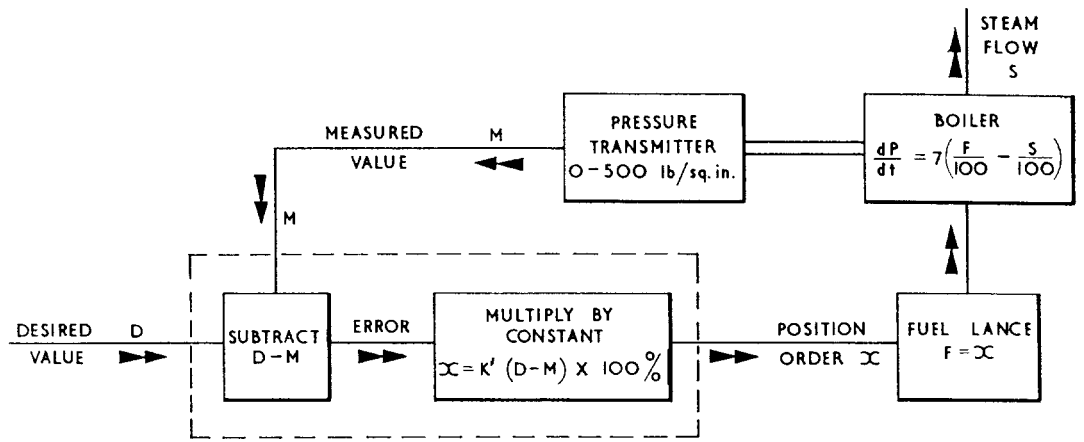 STEAM
FLOW
S
BOILER
dP/dt = 7(F/100 - S/100)
PRESSURE
TRANSMITTER
0-500 lb/sq.in.
MEASURED M
VALUE
M
DESIRED D
VALUE
SUBTRACT
D-M
ERROR
MULTIPLY BY
CONSTANT
x = K' (D-M) X 100%
POSITION
ORDER x
FUEL LANCE
F = x